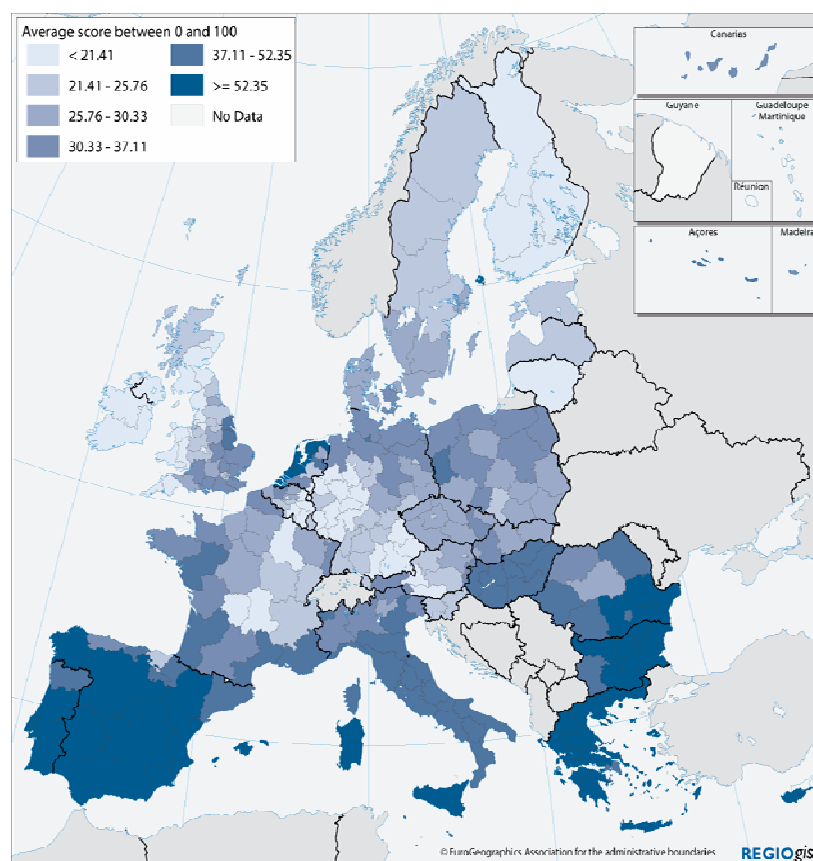 Average score between 0 and 100
< 21.41
21.41 - 25.76
25.76 - 30.33
30.33 - 37.11
37.11 - 52.35
>= 52.35
No Data
Canarias
Guyane
Guadeloupe
Martinique
Réunion
Açores
Madeira
© EuroGeographics Association for the administrative boundaries
REGIOgis